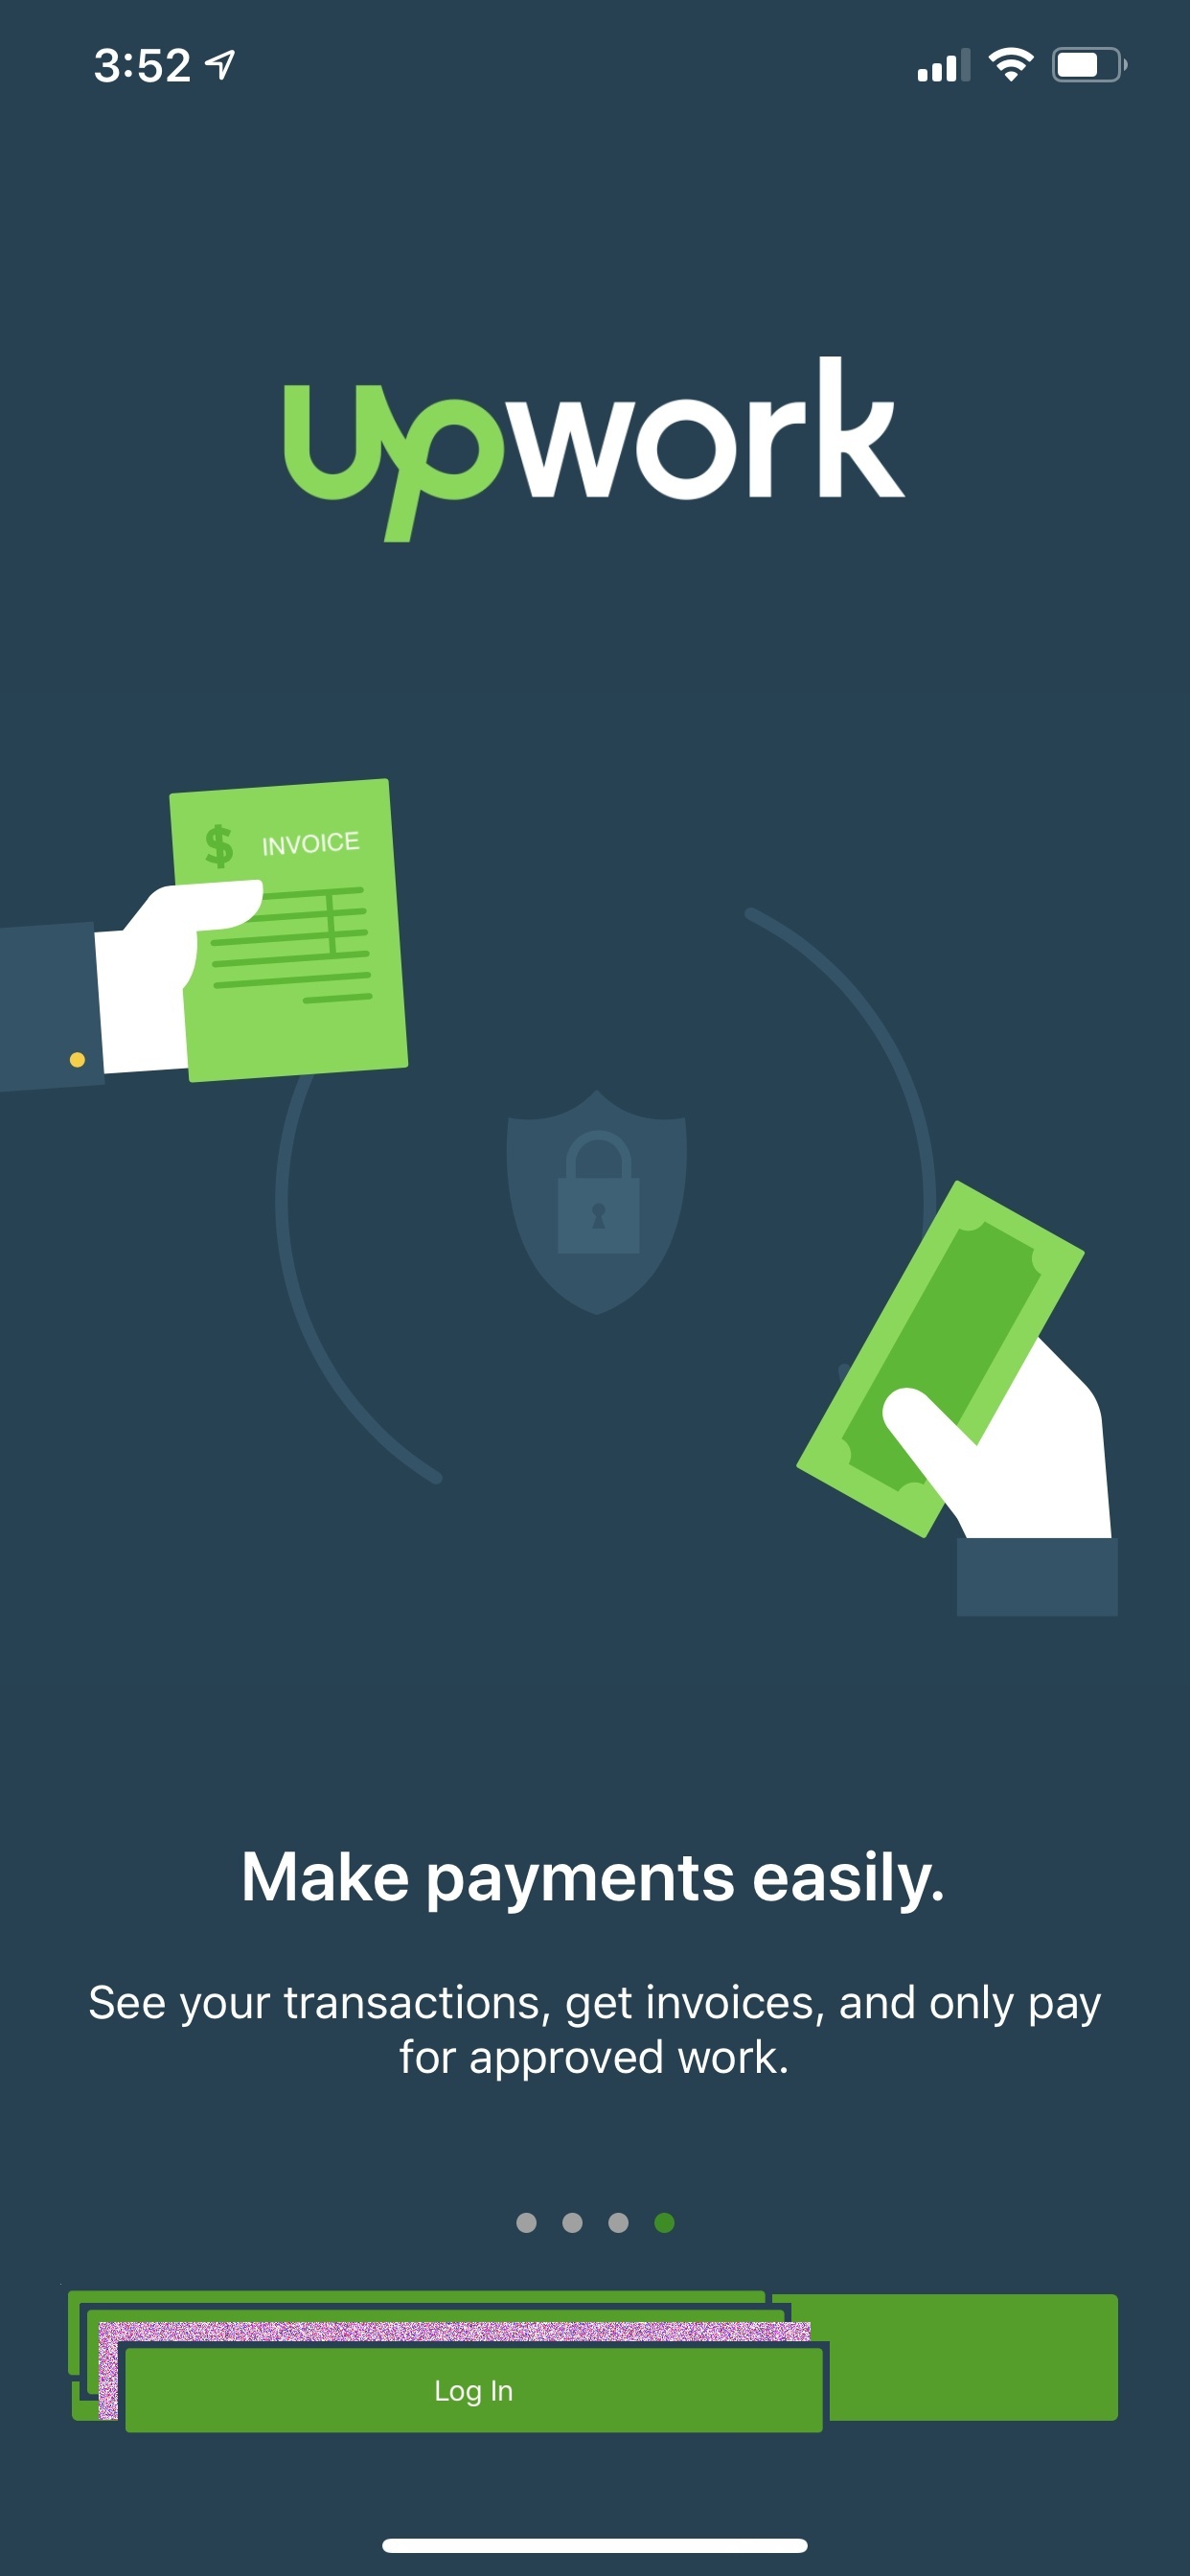 3:52
upwork
$ INVOICE
Make payments easily.
See your transactions, get invoices, and only pay
for approved work.
Log In